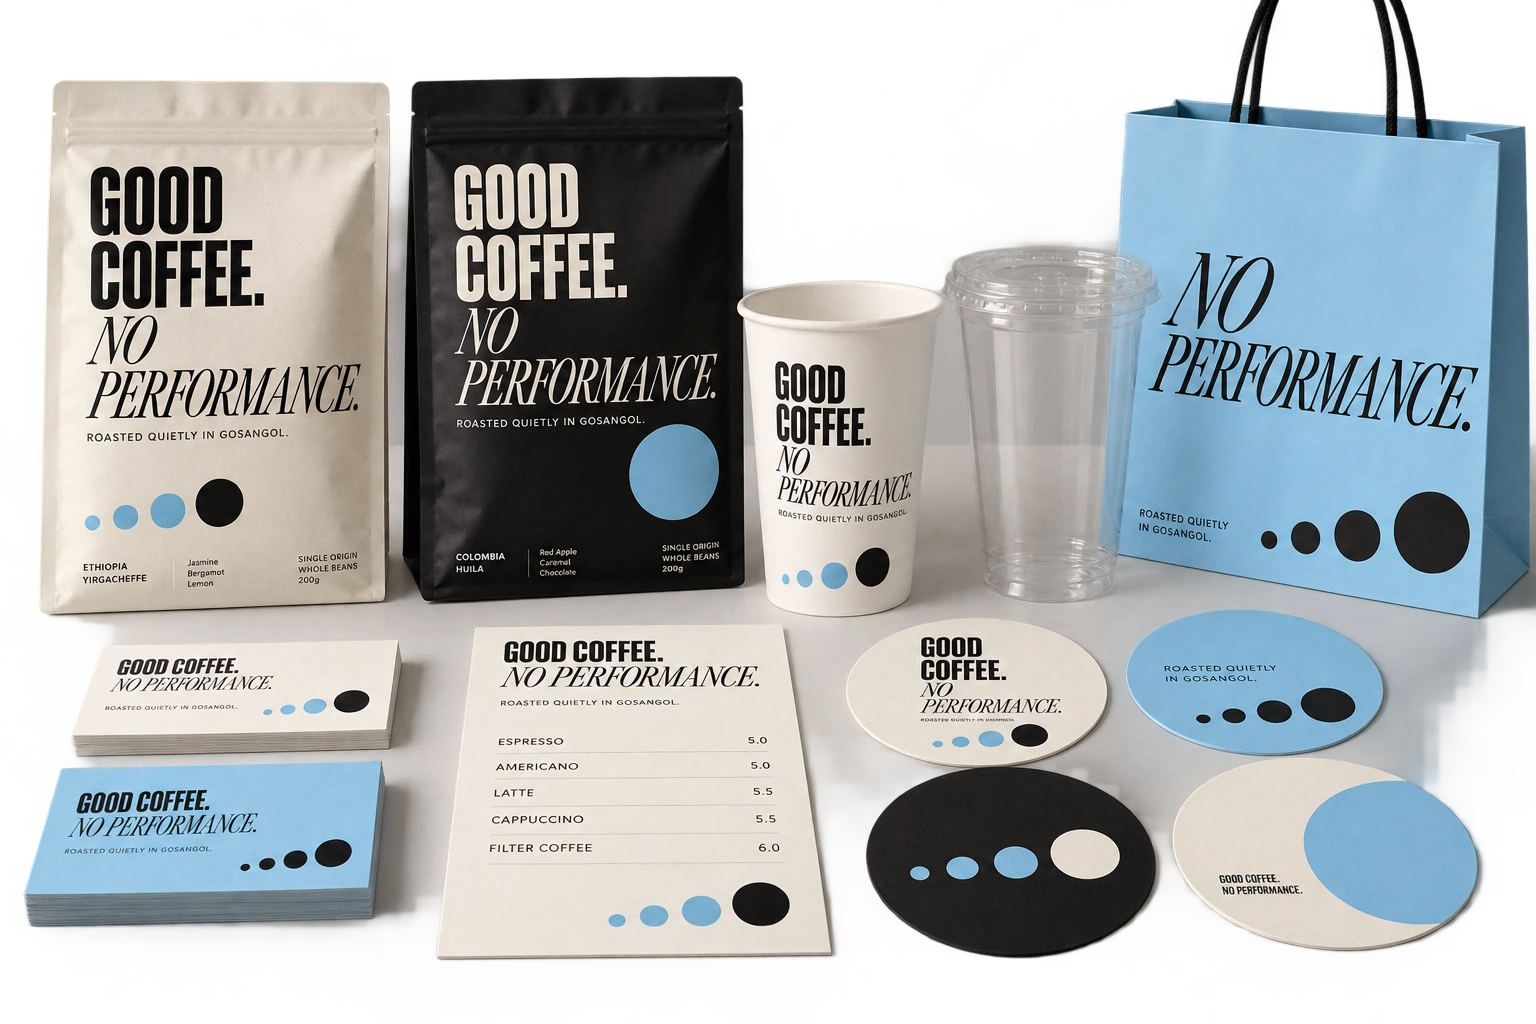 GOOD
COFFEE.
NO
PERFORMANCE.
ROASTED QUIETLY IN GOSANGOL.
ETHIOPIA
YIRGACHEFFE
Jasmine
Bergamot
Lemon
SINGLE ORIGIN
WHOLE BEANS
200g
GOOD
COFFEE.
NO
PERFORMANCE.
ROASTED QUIETLY IN GOSANGOL.
COLOMBIA
HUILA
Red Apple
Caramel
Chocolate
SINGLE ORIGIN
WHOLE BEANS
200g
GOOD
COFFEE.
NO
PERFORMANCE.
ROASTED QUIETLY IN GOSANGOL.
NO
PERFORMANCE.
ROASTED QUIETLY
IN GOSANGOL.
GOOD COFFEE.
NO PERFORMANCE.
ROASTED QUIETLY IN GOSANGOL.
GOOD COFFEE.
NO PERFORMANCE.
ROASTED QUIETLY IN GOSANGOL.
GOOD COFFEE.
NO PERFORMANCE.
ROASTED QUIETLY IN GOSANGOL.
ESPRESSO 5.0
AMERICANO 5.0
LATTE 5.5
CAPPUCCINO 5.5
FILTER COFFEE 6.0
GOOD
COFFEE.
NO
PERFORMANCE.
ROASTED QUIETLY IN
ROASTED QUIETLY
IN GOSANGOL.
GOOD COFFEE.
NO PERFORMANCE.